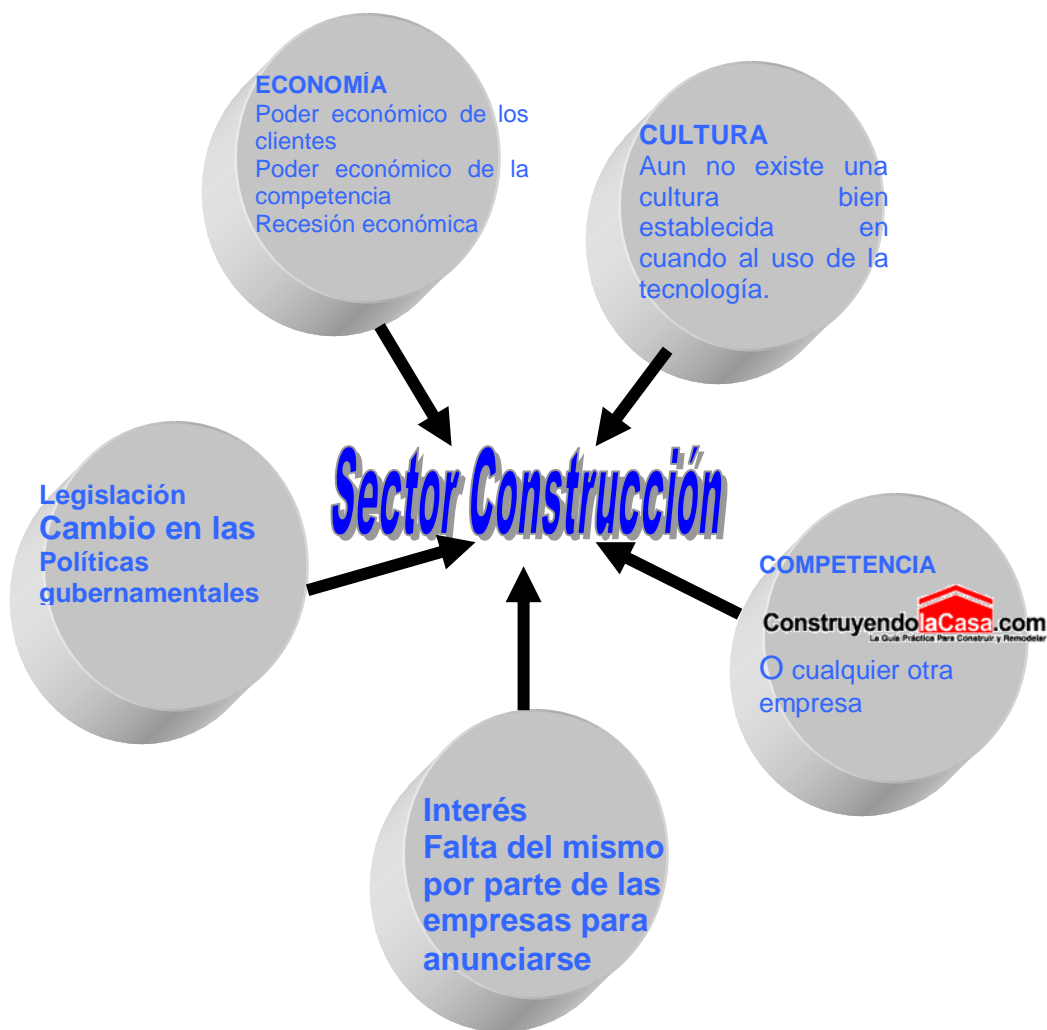 ECONOMÍA
Poder económico de los
clientes
Poder económico de la
competencia
Recesión económica
CULTURA
Aun no existe una
cultura bien
establecida en
cuando al uso de la
tecnología.
Sector Construcción
Legislación
Cambio en las
Políticas
gubernamentales
COMPETENCIA
ConstruyendolaCasa.com
La Guía Práctica Para Construir y Remodelar
O cualquier otra
empresa
Interés
Falta del mismo
por parte de las
empresas para
anunciarse